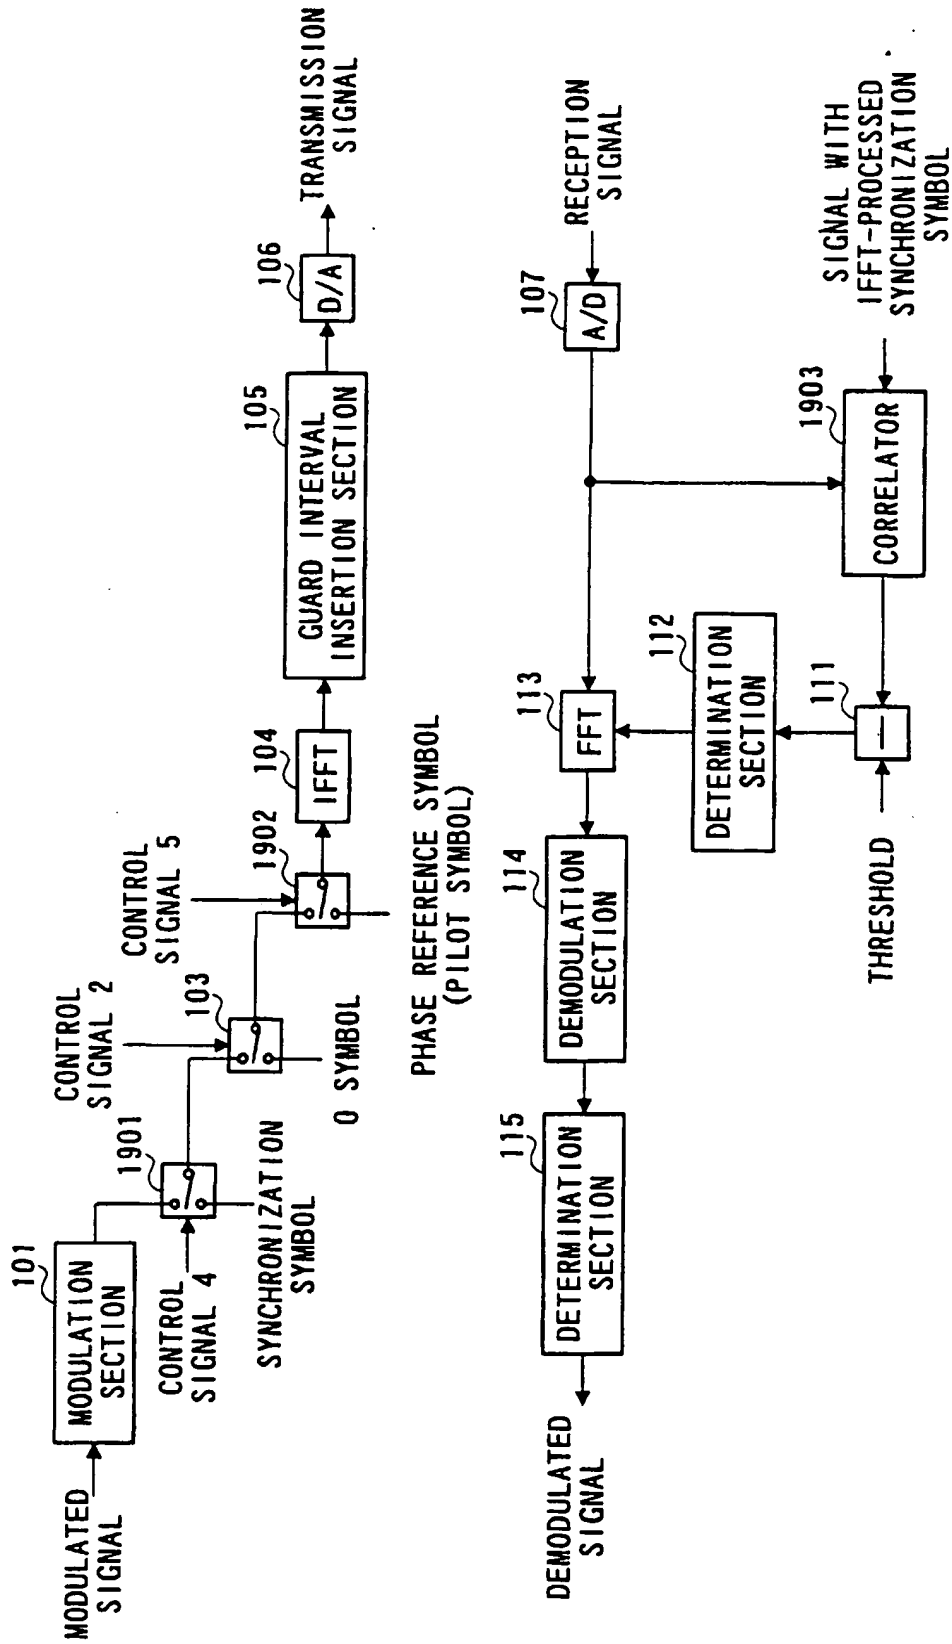 MODULATED
SIGNAL
101
MODULATION
SECTION
CONTROL
SIGNAL 4
1901
SYNCHRONIZATION
SYMBOL
CONTROL
SIGNAL 2
103
0 SYMBOL
CONTROL
SIGNAL 5
1902
PHASE REFERENCE SYMBOL
(PILOT SYMBOL)
104
IFFT
105
GUARD INTERVAL
INSERTION SECTION
106
D/A
TRANSMISSION
SIGNAL
RECEPTION
SIGNAL
107
A/D
SIGNAL WITH
IFFT-PROCESSED
SYNCHRONIZATION
SYMBOL
1903
CORRELATOR
111
THRESHOLD
112
DETERMINATION
SECTION
113
FFT
114
DEMODULATION
SECTION
115
DETERMINATION
SECTION
DEMODULATED
SIGNAL